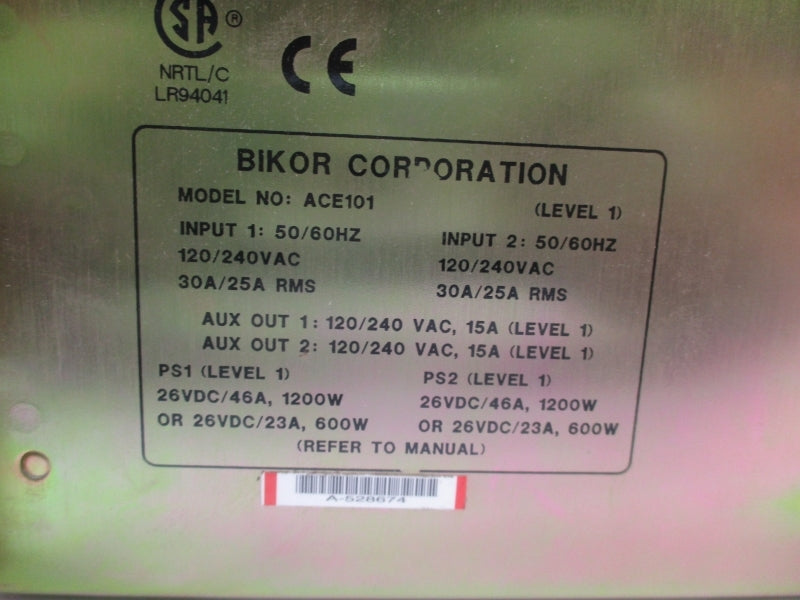 SA ®
NRTL/C
LR94041
CE
BIKOR CORPORATION
MODEL NO: ACE101
(LEVEL 1)
INPUT 1: 50/60HZ
120/240VAC
30A/25A RMS
INPUT 2: 50/60HZ
120/240VAC
30A/25A RMS
AUX OUT 1: 120/240 VAC, 15A (LEVEL 1)
AUX OUT 2: 120/240 VAC, 15A (LEVEL 1)
PS1 (LEVEL 1)
26VDC/46A, 1200W
OR 26VDC/23A, 600W
PS2 (LEVEL 1)
26VDC/46A, 1200W
OR 26VDC/23A, 600W
(REFER TO MANUAL)
A-528674